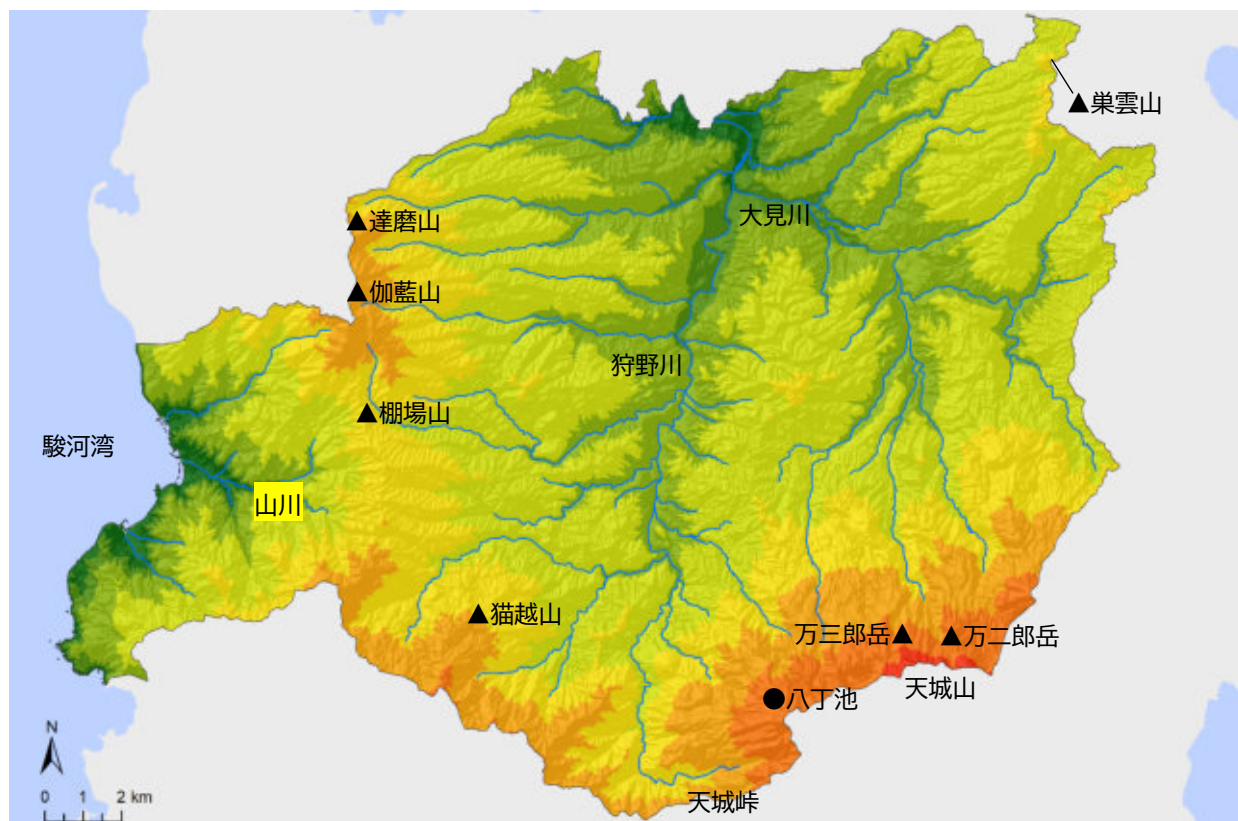 ▲巣雲山
▲達磨山
大見川
▲伽藍山
狩野川
▲棚場山
駿河湾
山川
▲猫越山
万三郎岳▲
▲万二郎岳
天城山
●八丁池
天城峠
N
0 1 2 km